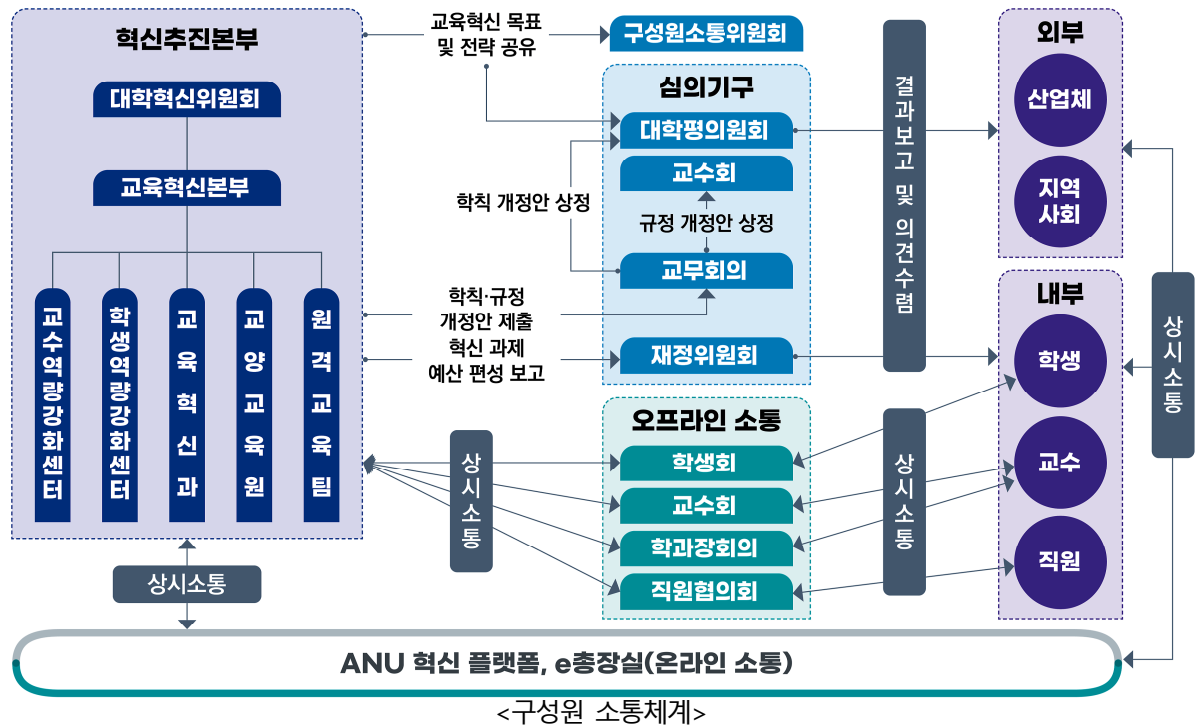 혁신추진본부
대학혁신위원회
교육혁신본부
교수역량강화센터
학생역량강화센터
교육혁신과
교양교육원
원격교육팀
상시소통
교육혁신 목표
및 전략 공유
구성원소통위원회
심의기구
대학평의원회
교수회
학칙 개정안 상정
규정 개정안 상정
교무회의
학칙·규정
개정안 제출
혁신 과제
예산 편성 보고
재정위원회
오프라인 소통
학생회
교수회
학과장회의
직원협의회
상시소통
결과보고 및 의견수렴
상시소통
외부
산업체
지역
사회
내부
학생
교수
직원
상시소통
ANU 혁신 플랫폼, e총장실(온라인 소통)
<구성원 소통체계>